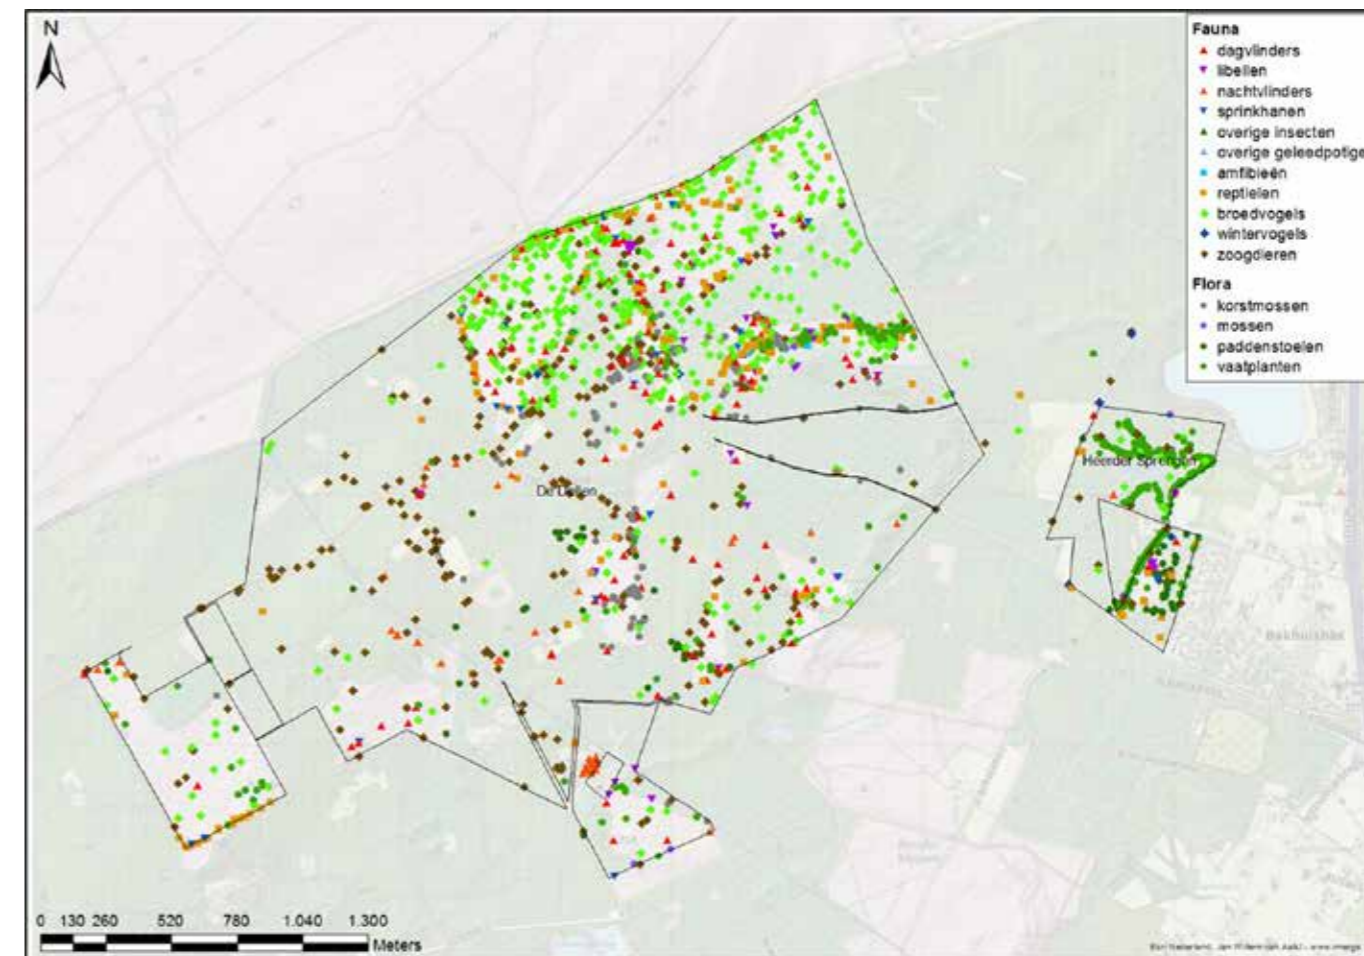 N
Fauna
dagvlinders
libellen
nachtvlinders
sprinkhanen
overige insecten
overige geleedpotige
amfibieën
reptielen
broedvogels
wintervogels
zoogdieren
Flora
korstmossen
mossen
paddenstoelen
vaatplanten
Heerder Sprengen
De Dellen
0 130 260 520 780 1.040 1.300
Meters